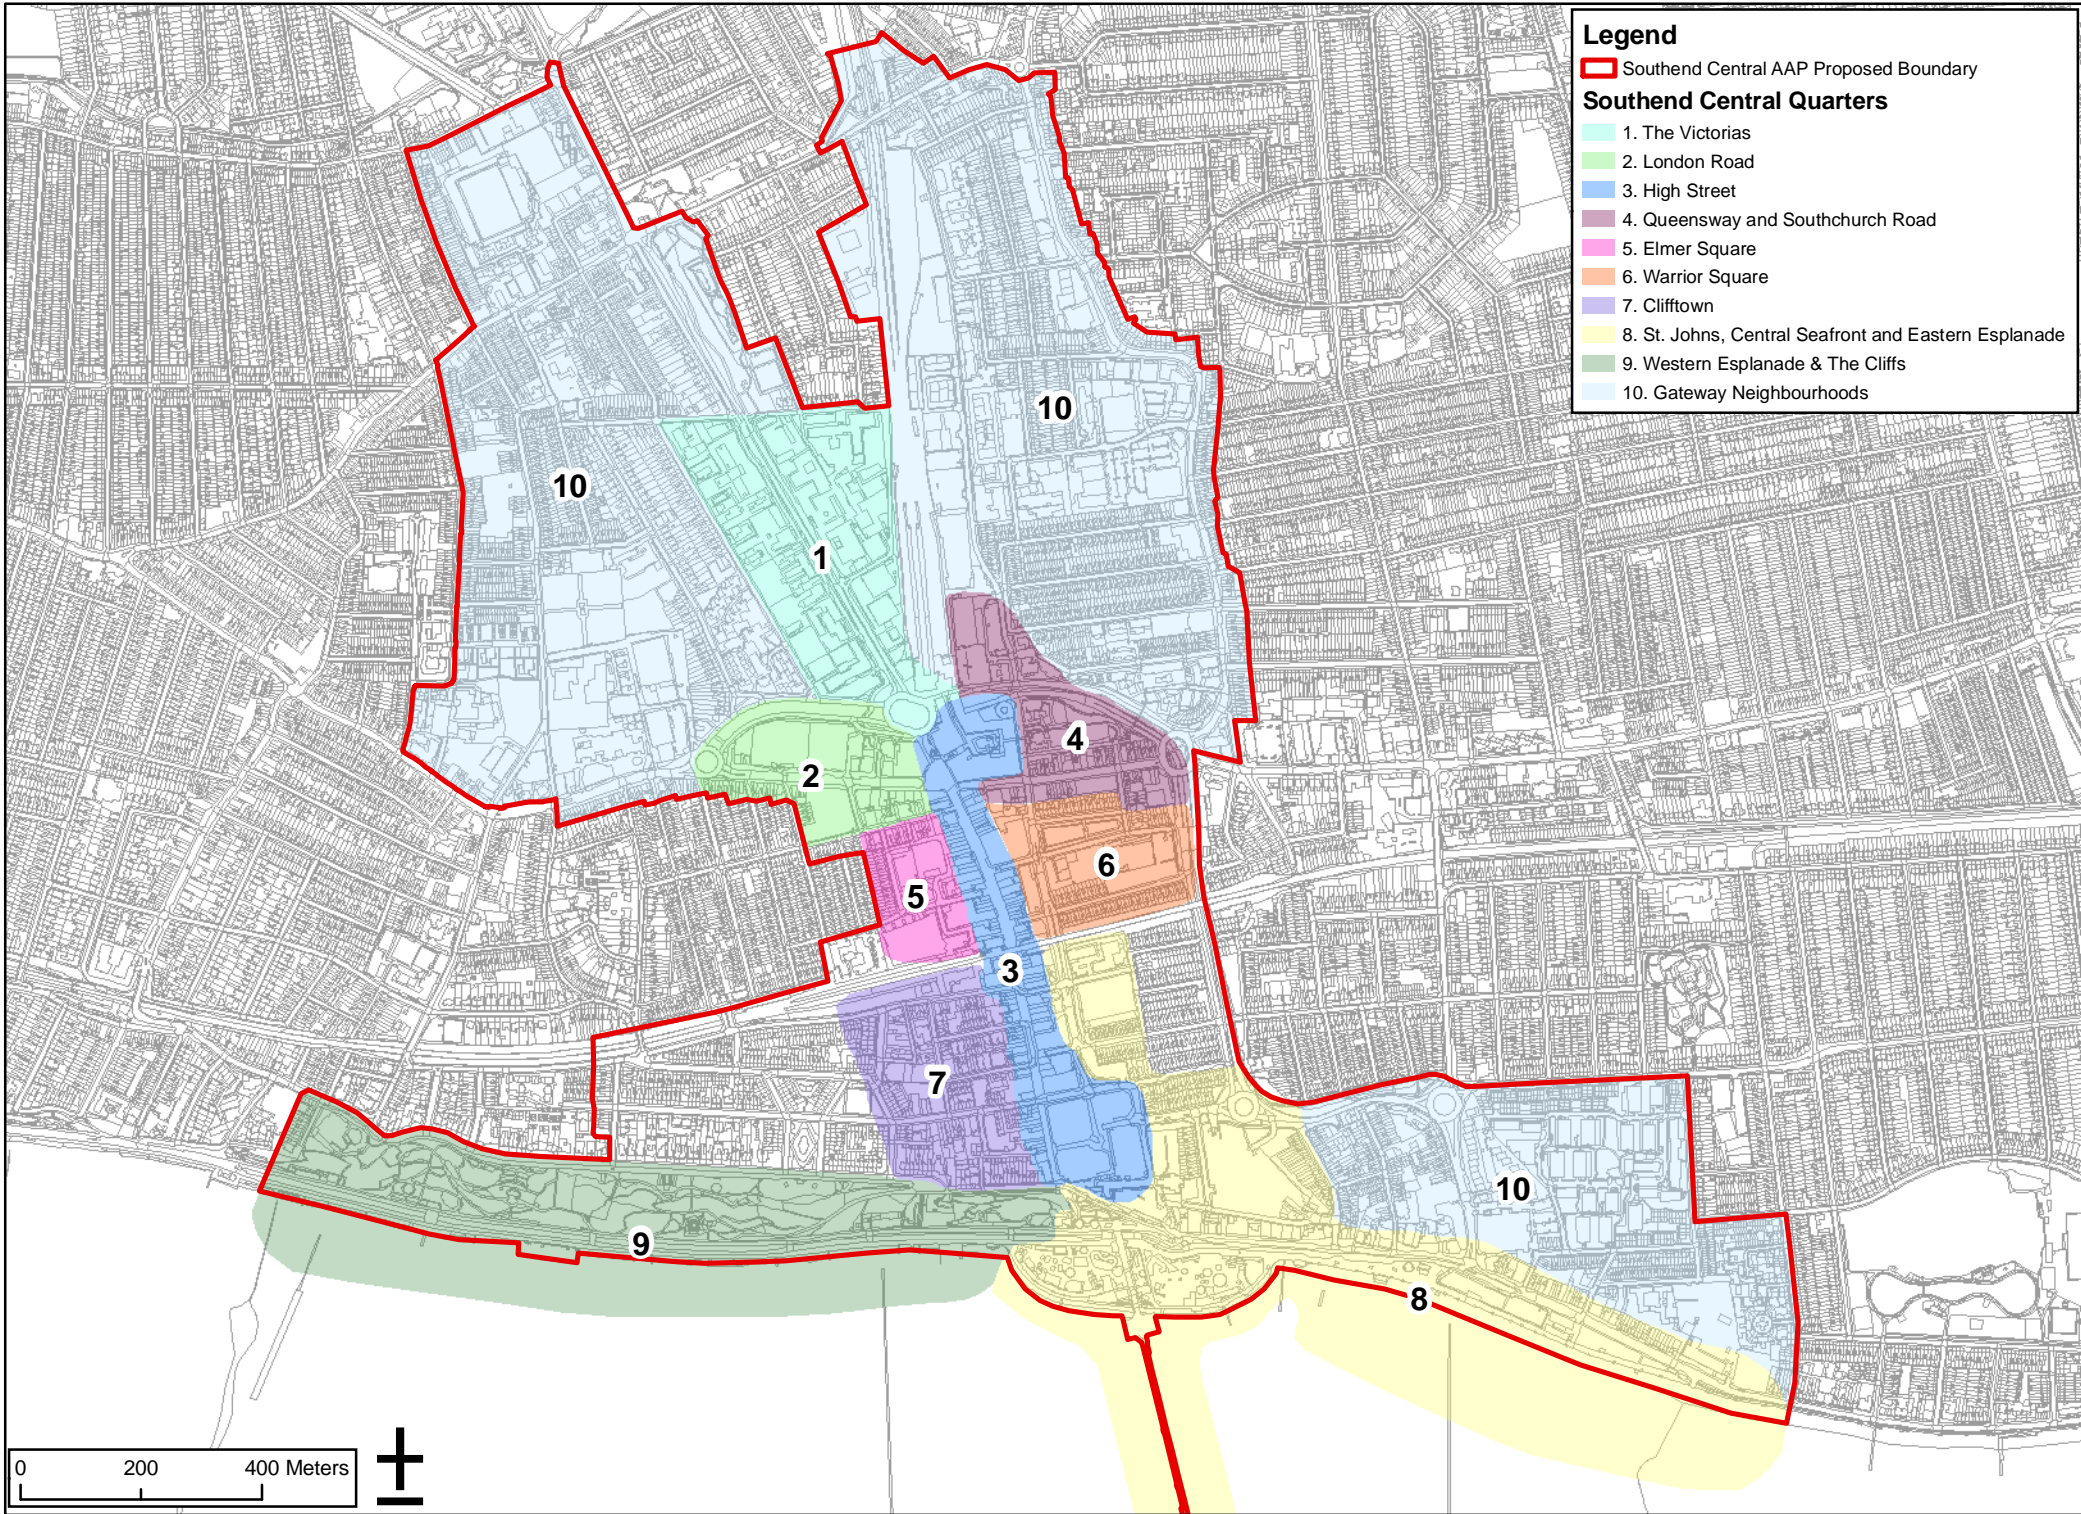 Legend
Southend Central AAP Proposed Boundary
Southend Central Quarters
1. The Victorias
2. London Road
3. High Street
4. Queensway and Southchurch Road
5. Elmer Square
6. Warrior Square
7. Clifftown
8. St. Johns, Central Seafront and Eastern Esplanade
9. Western Esplanade & The Cliffs
10. Gateway Neighbourhoods
10
10
1
4
2
6
5
3
7
10
9
8
0 200 400 Meters